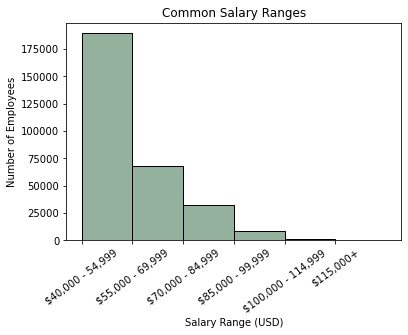 Common Salary Ranges
Number of Employees
175000
150000
125000
100000
75000
50000
25000
0
$40,000 - 54,999
$55,000 - 69,999
$70,000 - 84,999
$85,000 - 99,999
$100,000 - 114,999
$115,000+
Salary Range (USD)